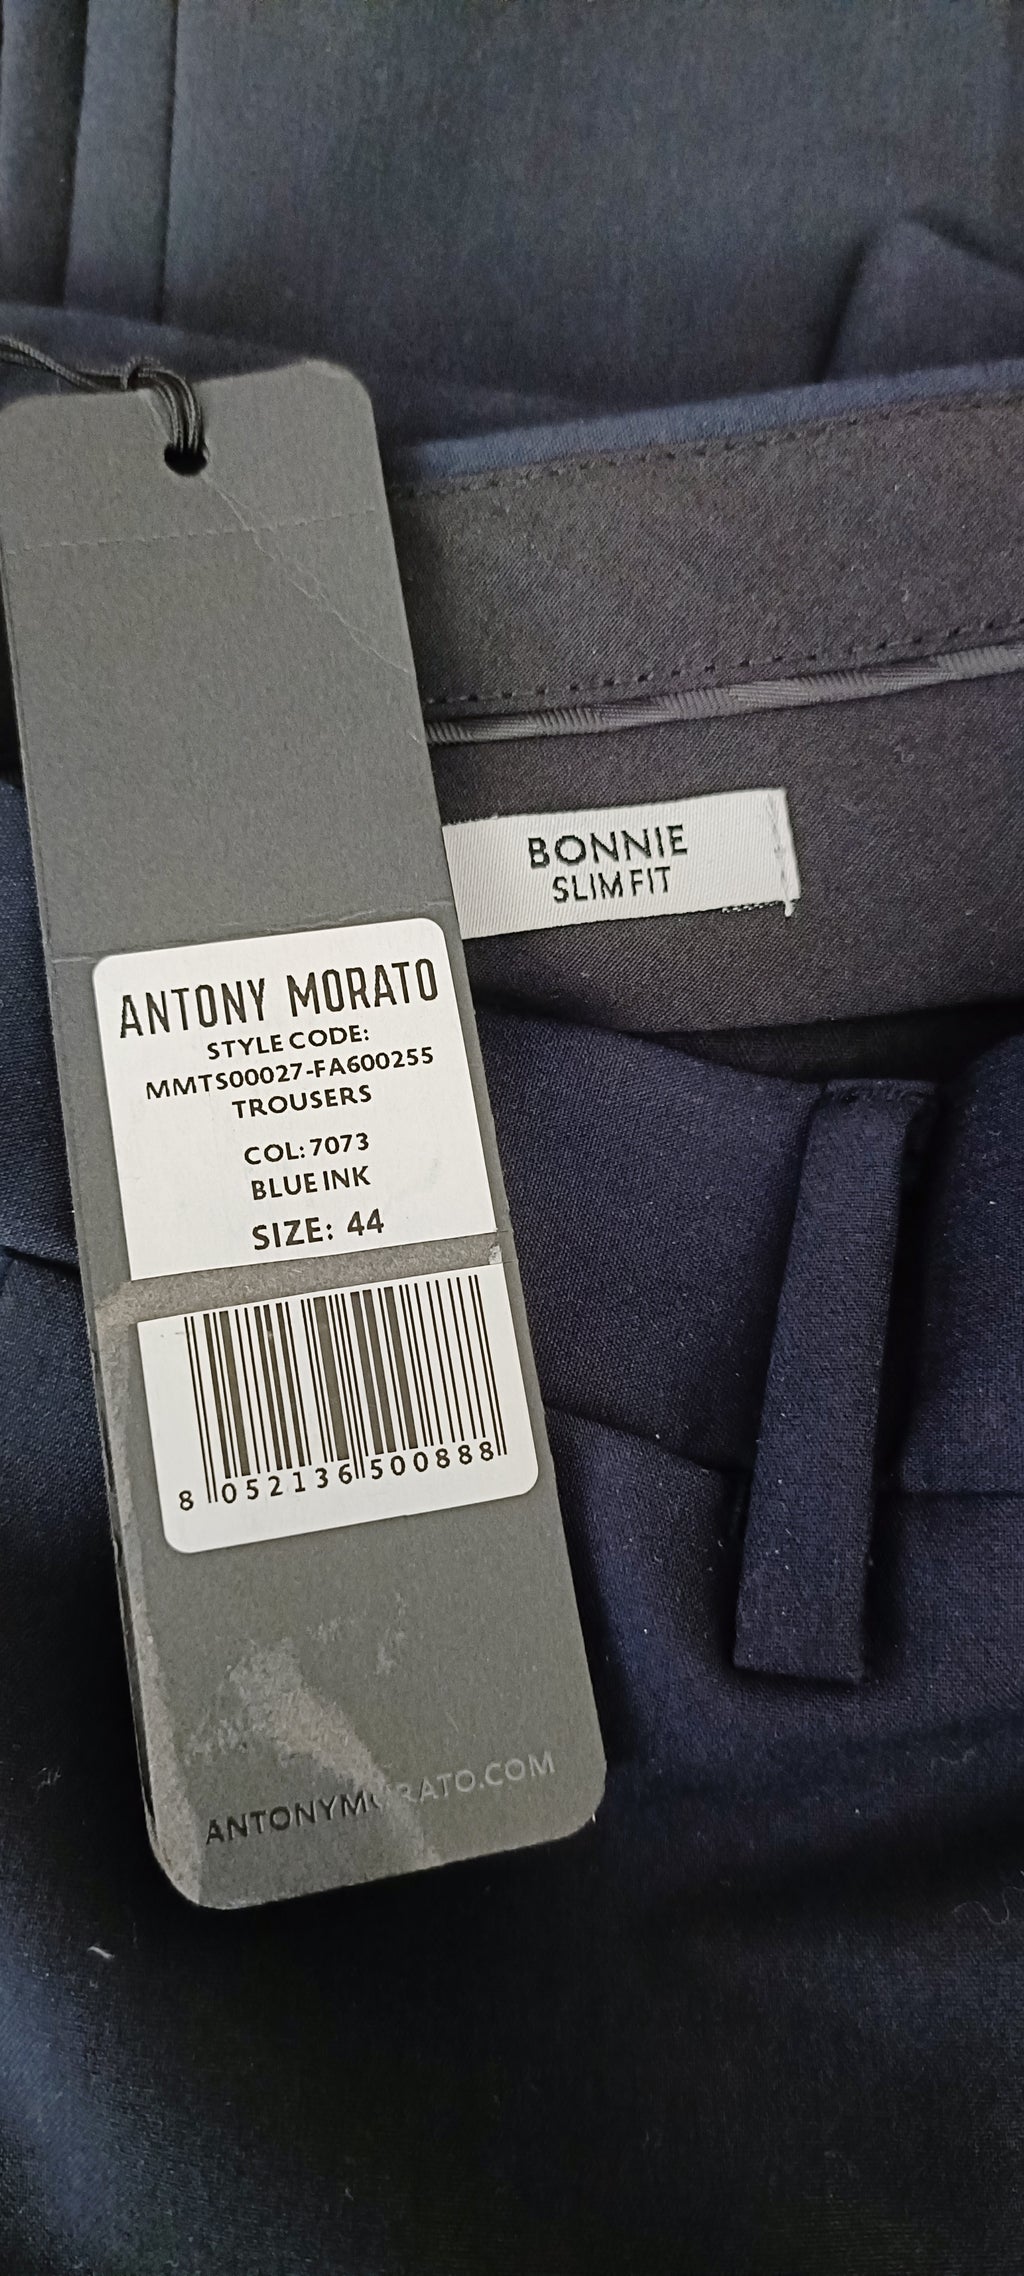 BONNIE
SLIM FIT
ANTONY MORATO
STYLE CODE:
MMTS00027-FA600255
TROUSERS
COL: 7073
BLUE INK
SIZE: 44
8 052136 500888
ANTONYMORATO.COM